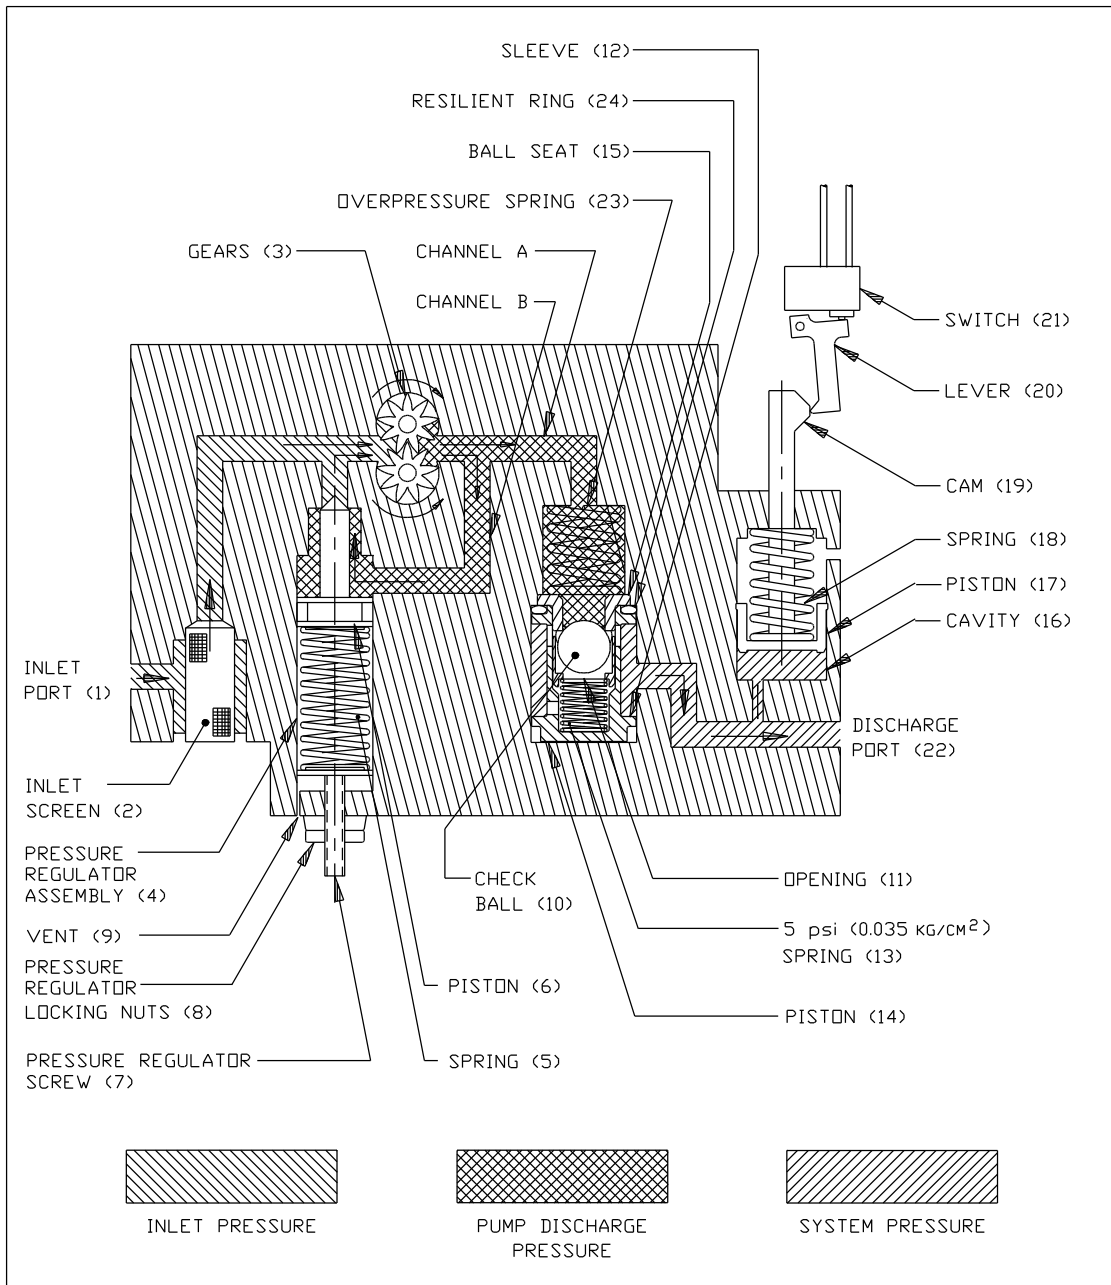 SLEEVE (12)
RESILIENT RING (24)
BALL SEAT (15)
OVERPRESSURE SPRING (23)
GEARS (3)
CHANNEL A
CHANNEL B
SWITCH (21)
LEVER (20)
CAM (19)
SPRING (18)
PISTON (17)
CAVITY (16)
INLET
PORT (1)
DISCHARGE
PORT (22)
INLET
SCREEN (2)
PRESSURE
REGULATOR
ASSEMBLY (4)
CHECK
BALL (10)
OPENING (11)
VENT (9)
5 psi (0.035 KG/CM²)
SPRING (13)
PRESSURE
REGULATOR
LOCKING NUTS (8)
PISTON (6)
PISTON (14)
PRESSURE REGULATOR
SCREW (7)
SPRING (5)
INLET PRESSURE
PUMP DISCHARGE
PRESSURE
SYSTEM PRESSURE